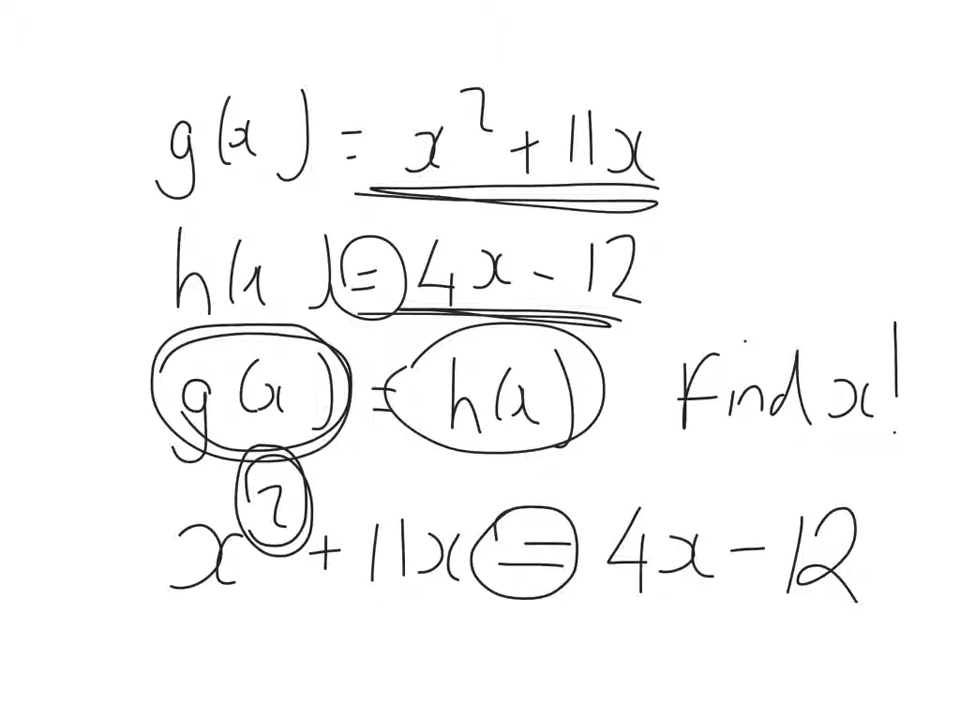 g(x) = x² + 11x
h(x) = 4x - 12
g(x) = h(x) Find x!
x² + 11x = 4x - 12